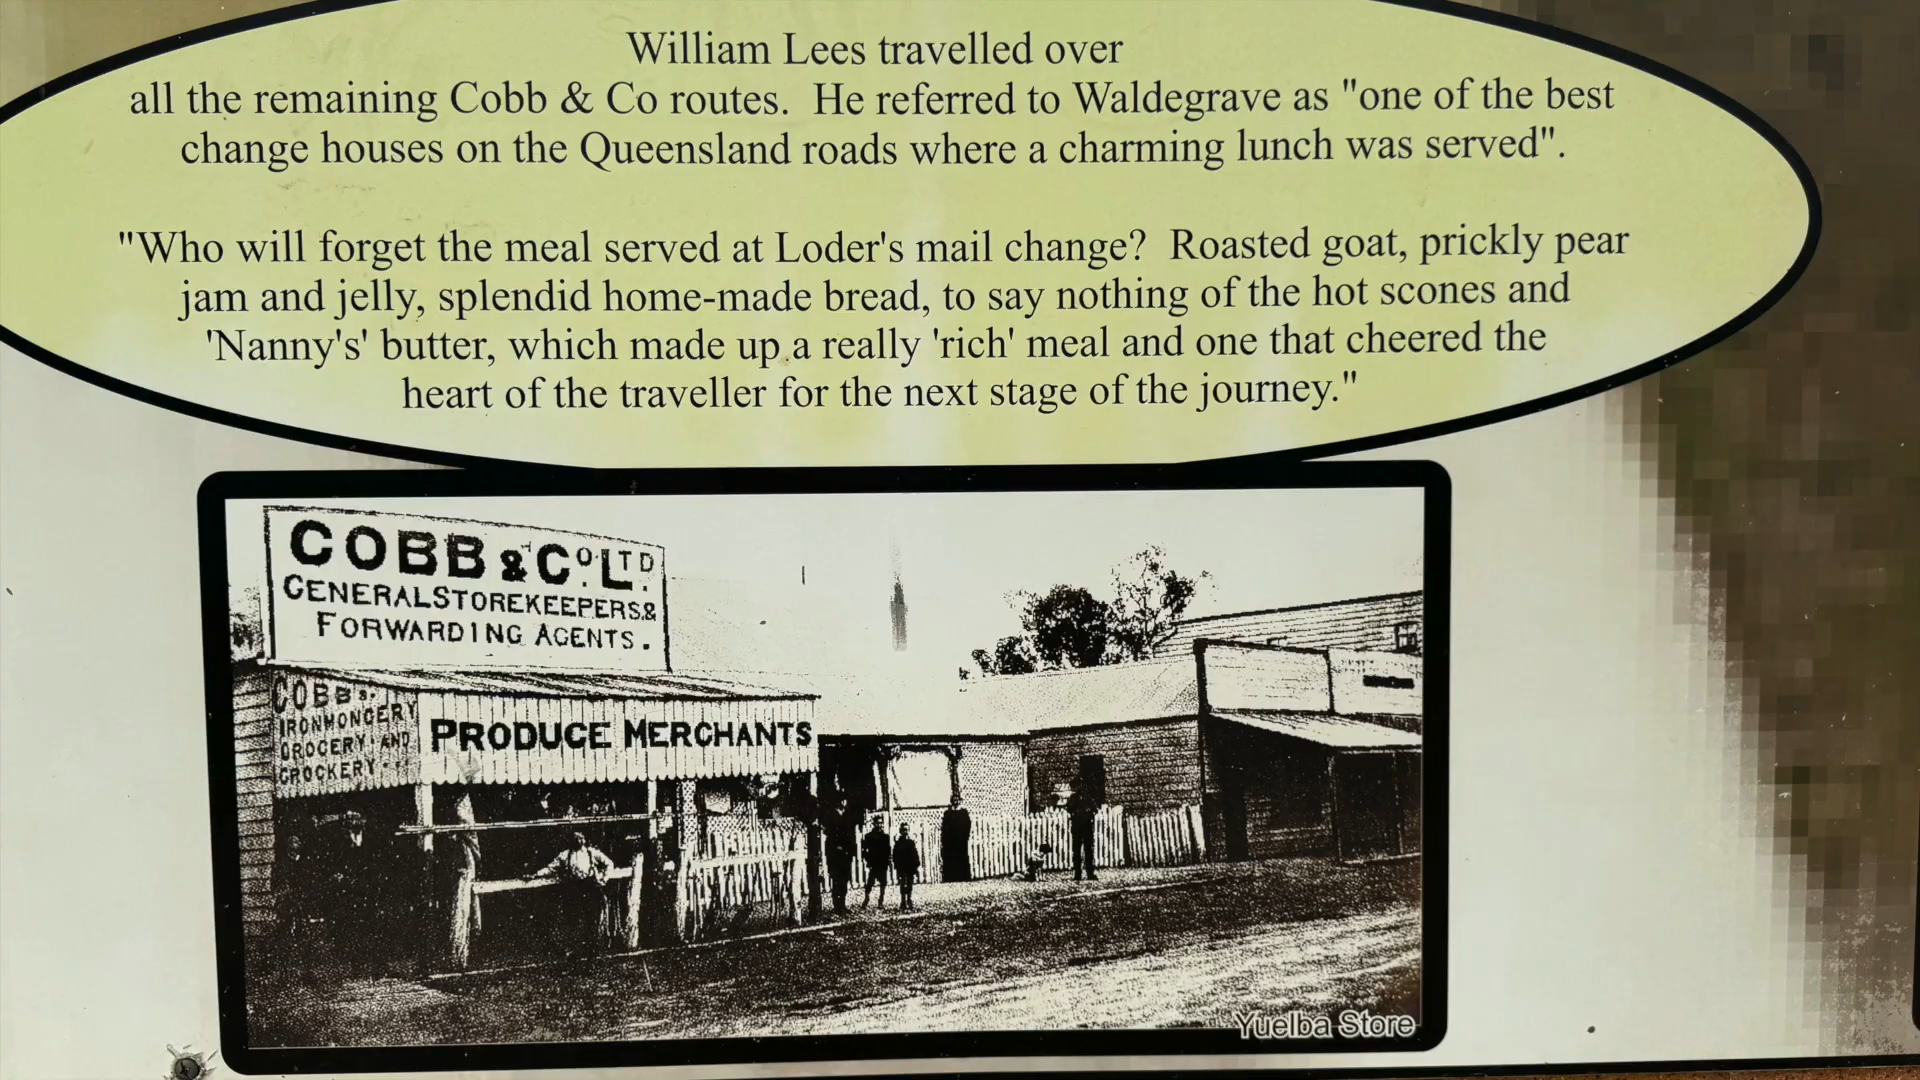 William Lees travelled over
all the remaining Cobb & Co routes. He referred to Waldegrave as "one of the best
change houses on the Queensland roads where a charming lunch was served".
"Who will forget the meal served at Loder's mail change? Roasted goat, prickly pear
jam and jelly, splendid home-made bread, to say nothing of the hot scones and
'Nanny's' butter, which made up a really 'rich' meal and one that cheered the
heart of the traveller for the next stage of the journey."
COBB & Co. LTD.
GENERAL STOREKEEPERS &
FORWARDING AGENTS.
COBB &
IRONMONGERY
GROCERY AND
CROCKERY
PRODUCE MERCHANTS
Yuelba Store